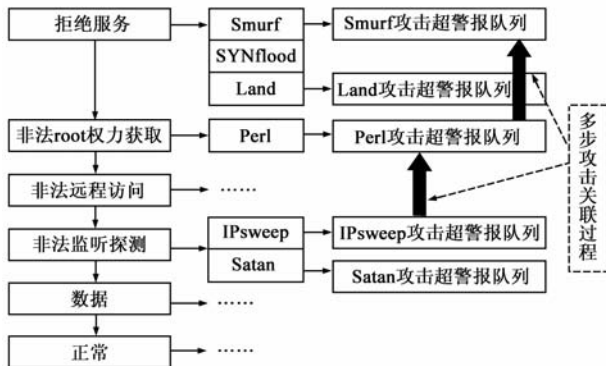 拒绝服务
Smurf
Smurf攻击超警报队列
SYNflood
Land
Land攻击超警报队列
非法root权力获取
Perl
Perl攻击超警报队列
非法远程访问
……
非法监听探测
IPsweep
IPsweep攻击超警报队列
Satan
Satan攻击超警报队列
数据
……
正常
……
多步攻击关联过程